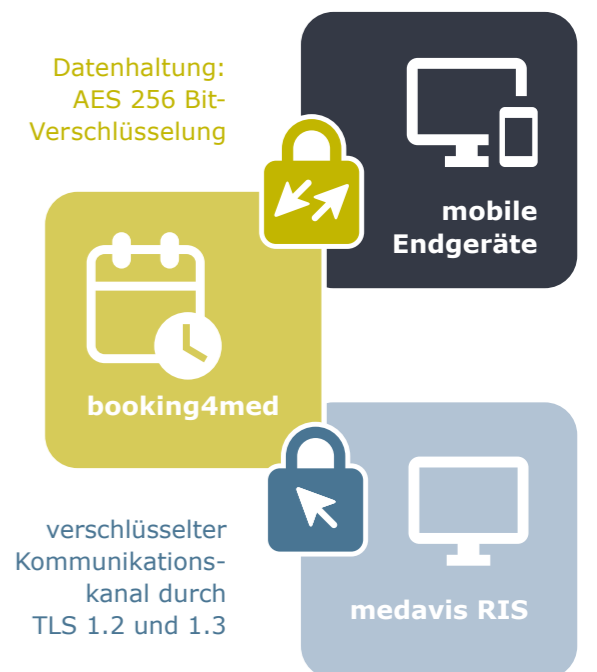 Datenhaltung:
AES 256 Bit-
Verschlüsselung
mobile
Endgeräte
booking4med
verschlüsselter
Kommunikations-
kanal durch
TLS 1.2 und 1.3
medavis RIS